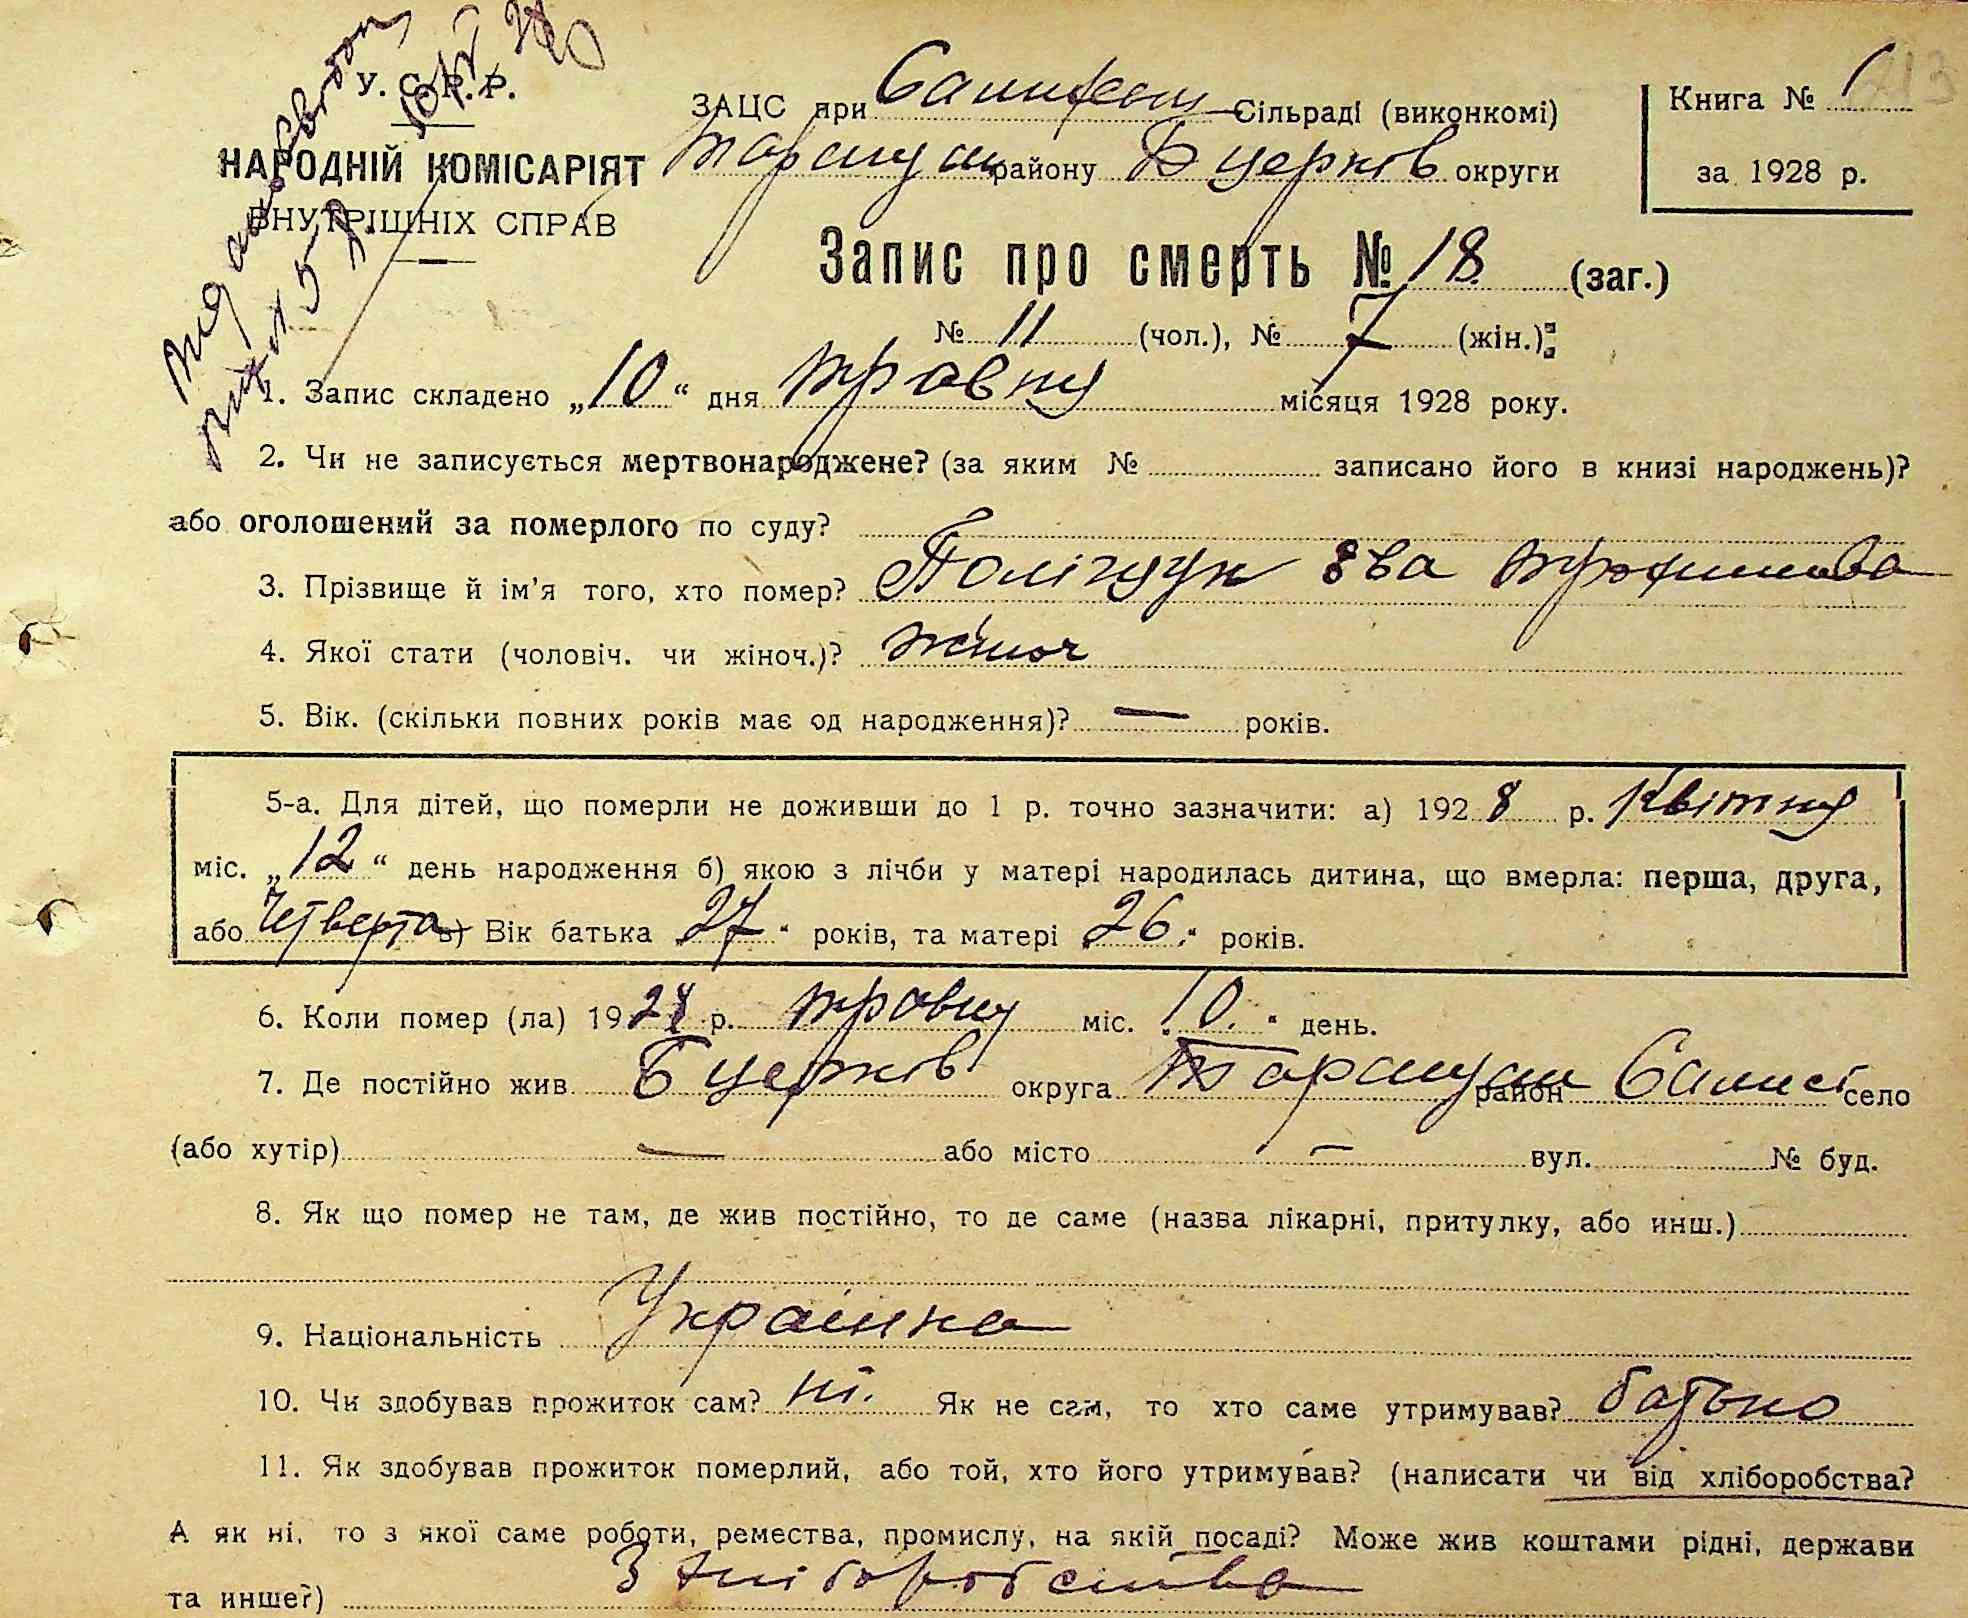 У. С. Р. Р.
НАРОДНІЙ КОМІСАРІЯТ
ВНУТРІШНІХ СПРАВ
ЗАЦС при Сільраді (виконкомі)
району Б церків округи
Книга № 1
за 1928 р.
213
Запис про смерть № 18 (заг.)
№ 11 (чол.), № 7 (жін.):
1. Запис складено „10“ дня травня місяця 1928 року.
2. Чи не записується мертвонароджене? (за яким № записано його в книзі народжень)?
або оголошений за померлого по суду?
3. Прізвище й ім'я того, хто помер? Поліщук Єва
4. Якої стати (чоловіч. чи жіноч.)? жіноч
5. Вік. (скільки повних років має од народження)? — років.
5-а. Для дітей, що померли не доживши до 1 р. точно зазначити: а) 1928 р. Квітня
міс. „12“ день народження б) якою з лічби у матері народилась дитина, що вмерла: перша, друга,
або Четверта в) Вік батька „27“ років, та матері „26“ років.
6. Коли помер (ла) 1928 р. травня міс. „10“ день.
7. Де постійно жив Б церків округа Таращан район село
(або хутір) — або місто — вул. № буд.
8. Як що помер не там, де жив постійно, то де саме (назва лікарні, притулку, або инш.)
9. Національність Українка
10. Чи здобував прожиток сам? ні. Як не сам, то хто саме утримував? батько
11. Як здобував прожиток померлий, або той, хто його утримував? (написати чи від хліборобства?
А як ні, то з якої саме роботи, ремества, промислу, на якій посаді? Може жив коштами рідні, держави
та инше?) З хліборобства